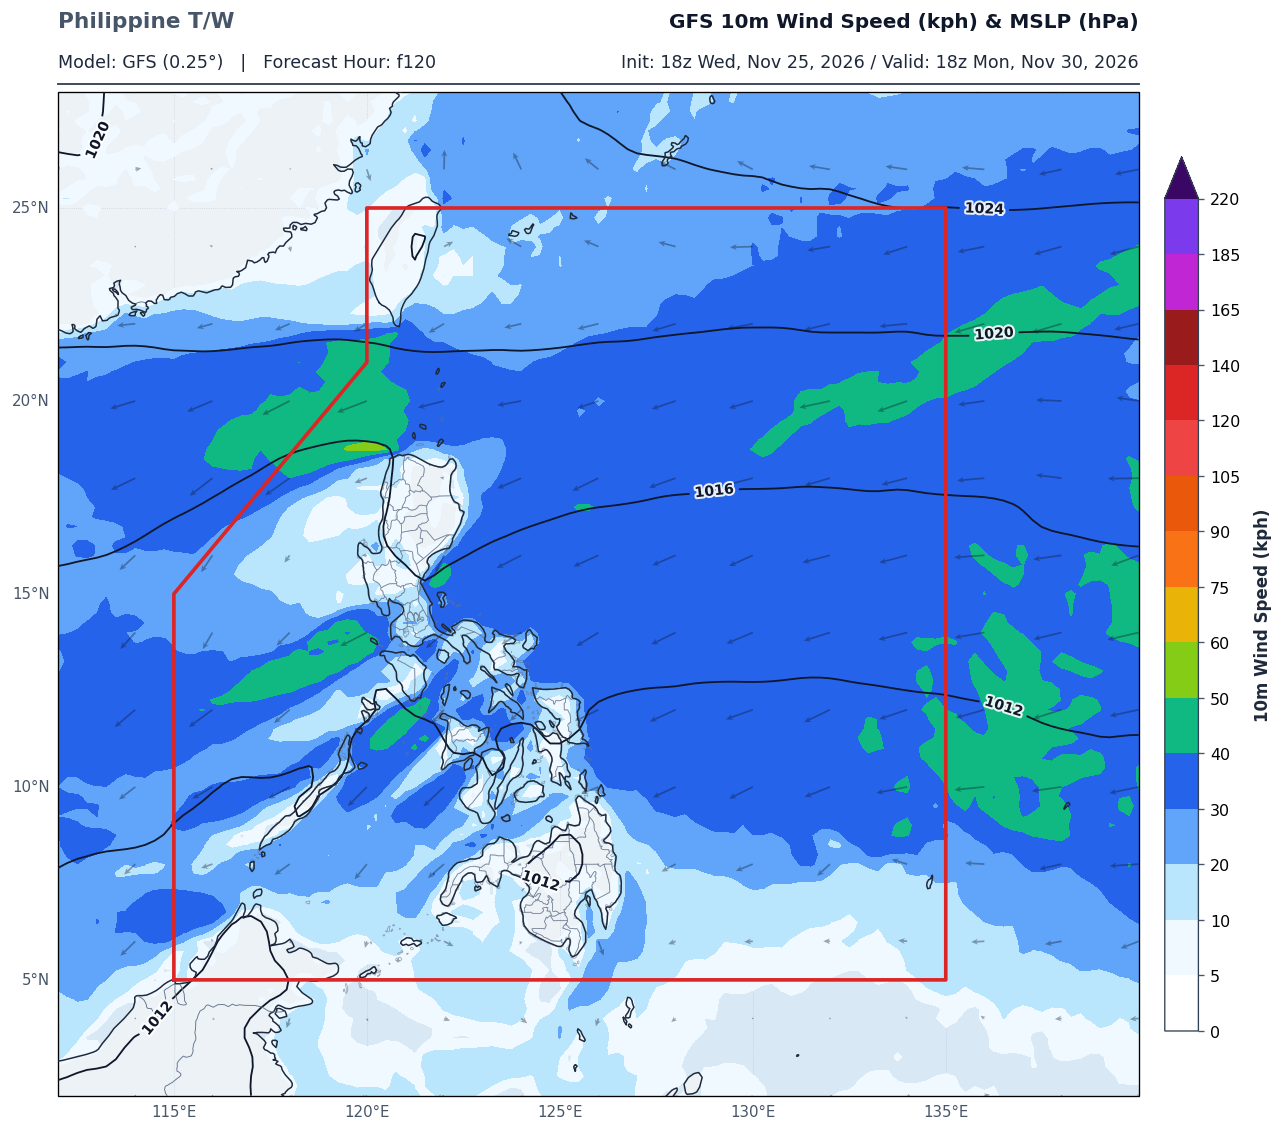 Philippine T/W
GFS 10m Wind Speed (kph) & MSLP (hPa)
Model: GFS (0.25°)   |   Forecast Hour: f120
Init: 18z Wed, Nov 25, 2026 / Valid: 18z Mon, Nov 30, 2026
1020
1024
1020
1016
1012
1012
1012
25°N
20°N
15°N
10°N
5°N
115°E
120°E
125°E
130°E
135°E
220
185
165
140
120
105
90
75
60
50
40
30
20
10
5
0
10m Wind Speed (kph)